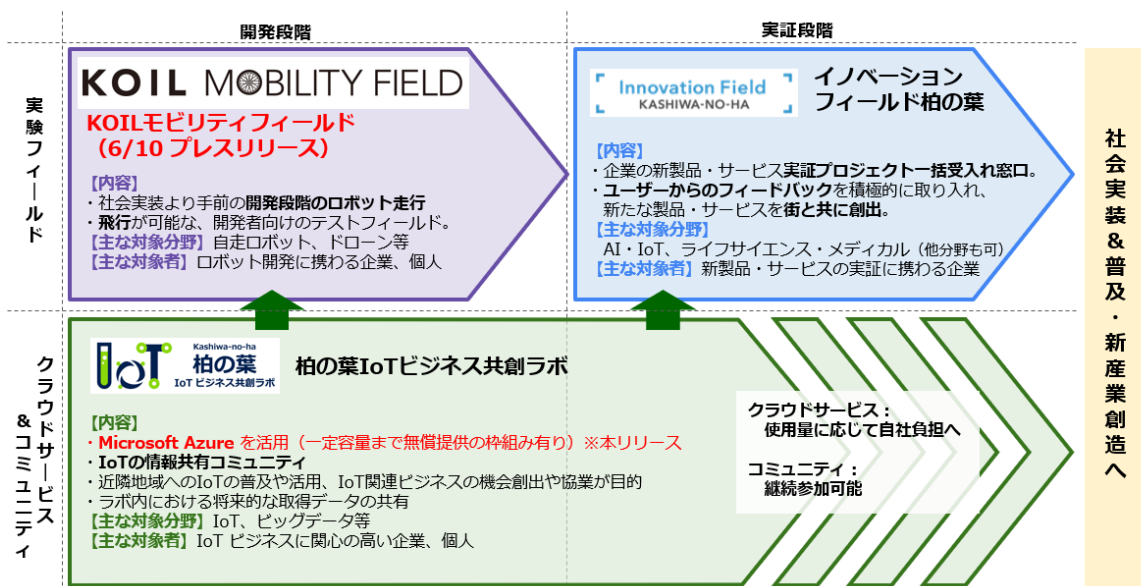 開発段階
実証段階
実験フィールド
KOIL MOBILITY FIELD
KOILモビリティフィールド
（6/10 プレスリリース）
【内容】
・社会実装より手前の開発段階のロボット走行
・飛行が可能な、開発者向けのテストフィールド。
【主な対象分野】自走ロボット、ドローン等
【主な対象者】ロボット開発に携わる企業、個人
Innovation Field
KASHIWA-NO-HA
イノベーション
フィールド柏の葉
【内容】
・企業の新製品・サービス実証プロジェクト一括受入れ窓口。
・ユーザーからのフィードバックを積極的に取り入れ、
新たな製品・サービスを街と共に創出。
【主な対象分野】
AI・IoT、ライフサイエンス・メディカル（他分野も可）
【主な対象者】新製品・サービスの実証に携わる企業
クラウドサービス
&コミュニティ
IoT
Kashiwa-no-ha
柏の葉
IoT ビジネス共創ラボ
柏の葉IoTビジネス共創ラボ
【内容】
・Microsoft Azure を活用（一定容量まで無償提供の枠組み有り）※本リリース
・IoTの情報共有コミュニティ
・近隣地域へのIoTの普及や活用、IoT関連ビジネスの機会創出や協業が目的
・ラボ内における将来的な取得データの共有
【主な対象分野】IoT、ビッグデータ等
【主な対象者】IoT ビジネスに関心の高い企業、個人
クラウドサービス：
使用量に応じて自社負担へ
コミュニティ：
継続参加可能
社会実装&普及・新産業創造へ